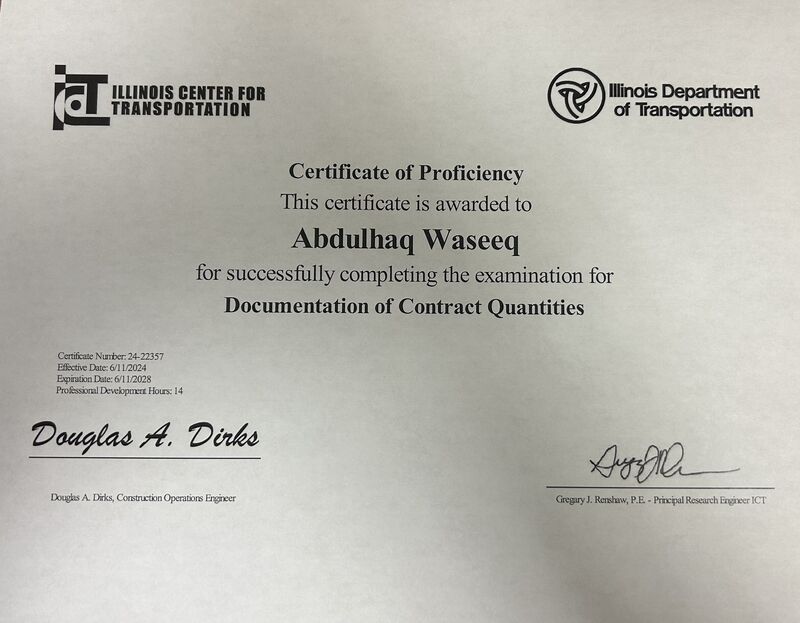 ILLINOIS CENTER FOR
TRANSPORTATION
Illinois Department
of Transportation
Certificate of Proficiency
This certificate is awarded to
Abdulhaq Waseeq
for successfully completing the examination for
Documentation of Contract Quantities
Certificate Number: 24-22357
Effective Date: 6/11/2024
Expiration Date: 6/11/2028
Professional Development Hours: 14
Douglas A. Dirks
Douglas A. Dirks, Construction Operations Engineer
Gregary J. Renshaw, P.E. - Principal Research Engineer ICT